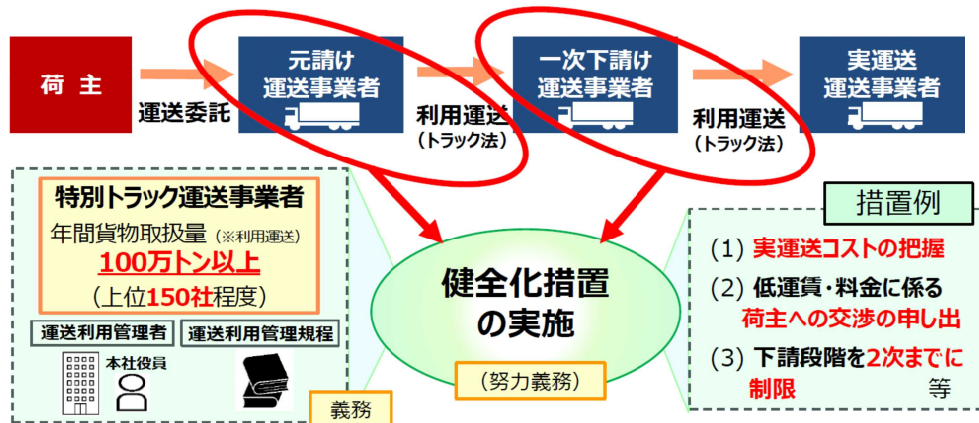 荷 主
運送委託
元請け
運送事業者
利用運送
(トラック法)
一次下請け
運送事業者
利用運送
(トラック法)
実運送
運送事業者
特別トラック運送事業者
年間貨物取扱量（※利用運送）
100万トン以上
（上位150社程度）
運送利用管理者
運送利用管理規程
本社役員
義務
健全化措置
の実施
（努力義務）
措置例
(1) 実運送コストの把握
(2) 低運賃・料金に係る
荷主への交渉の申し出
(3) 下請段階を2次までに
制限 等